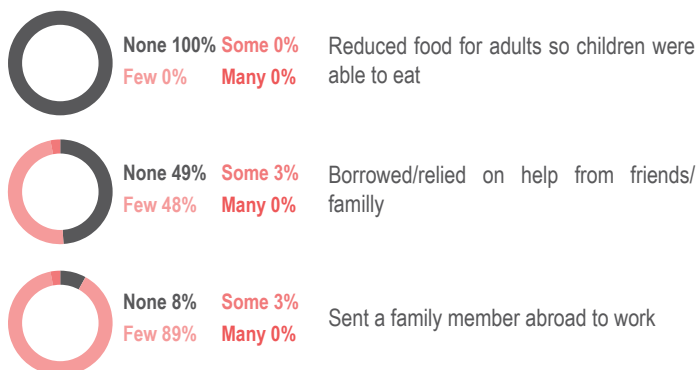 None 100% Some 0%
Few 0% Many 0%
Reduced food for adults so children were
able to eat
None 49% Some 3%
Few 48% Many 0%
Borrowed/relied on help from friends/
familly
None 8% Some 3%
Few 89% Many 0%
Sent a family member abroad to work